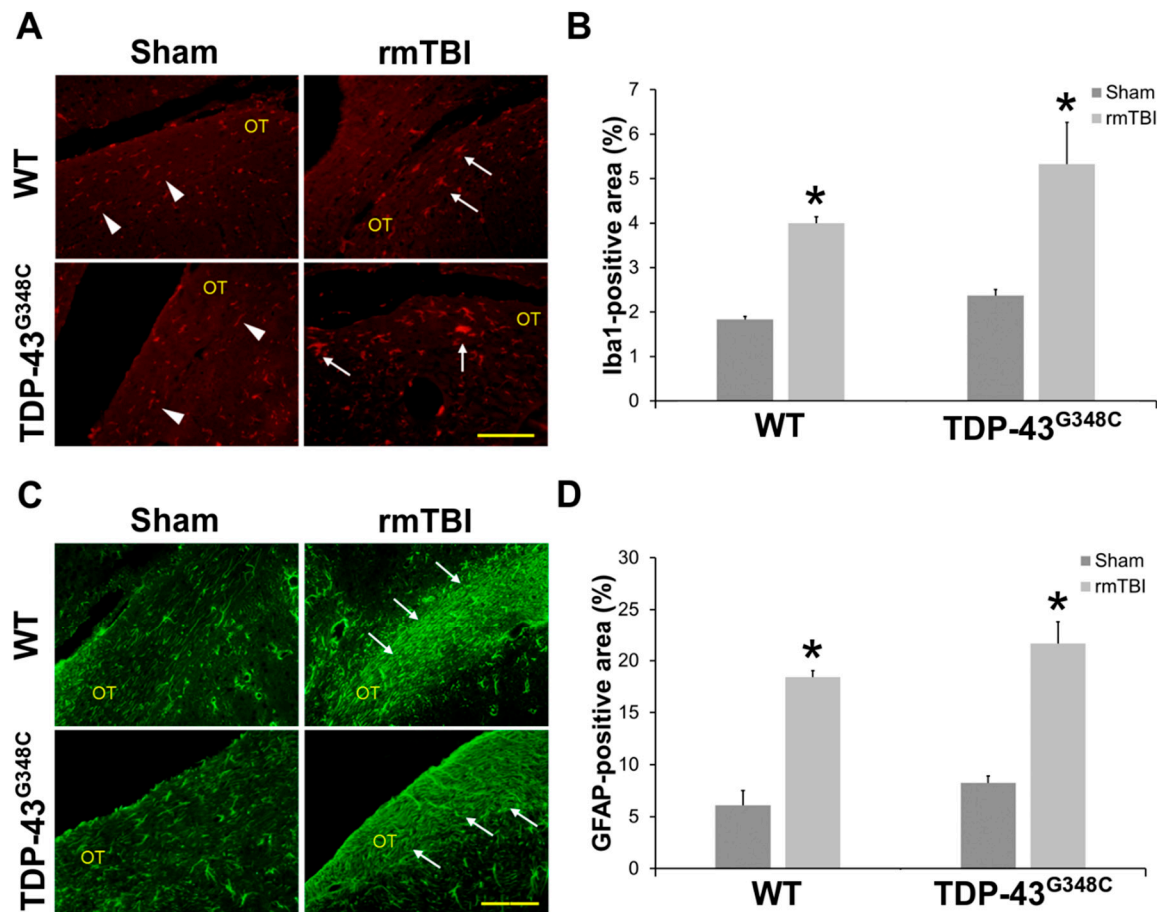 A
Sham
rmTBI
WT
OT
OT
TDP-43G348C
OT
OT
B
Iba1-positive area (%)
7
6
5
4
3
2
1
0
*
*
Sham
rmTBI
WT
TDP-43G348C
C
Sham
rmTBI
WT
OT
OT
TDP-43G348C
OT
OT
D
GFAP-positive area (%)
30
25
20
15
10
5
0
*
*
Sham
rmTBI
WT
TDP-43G348C